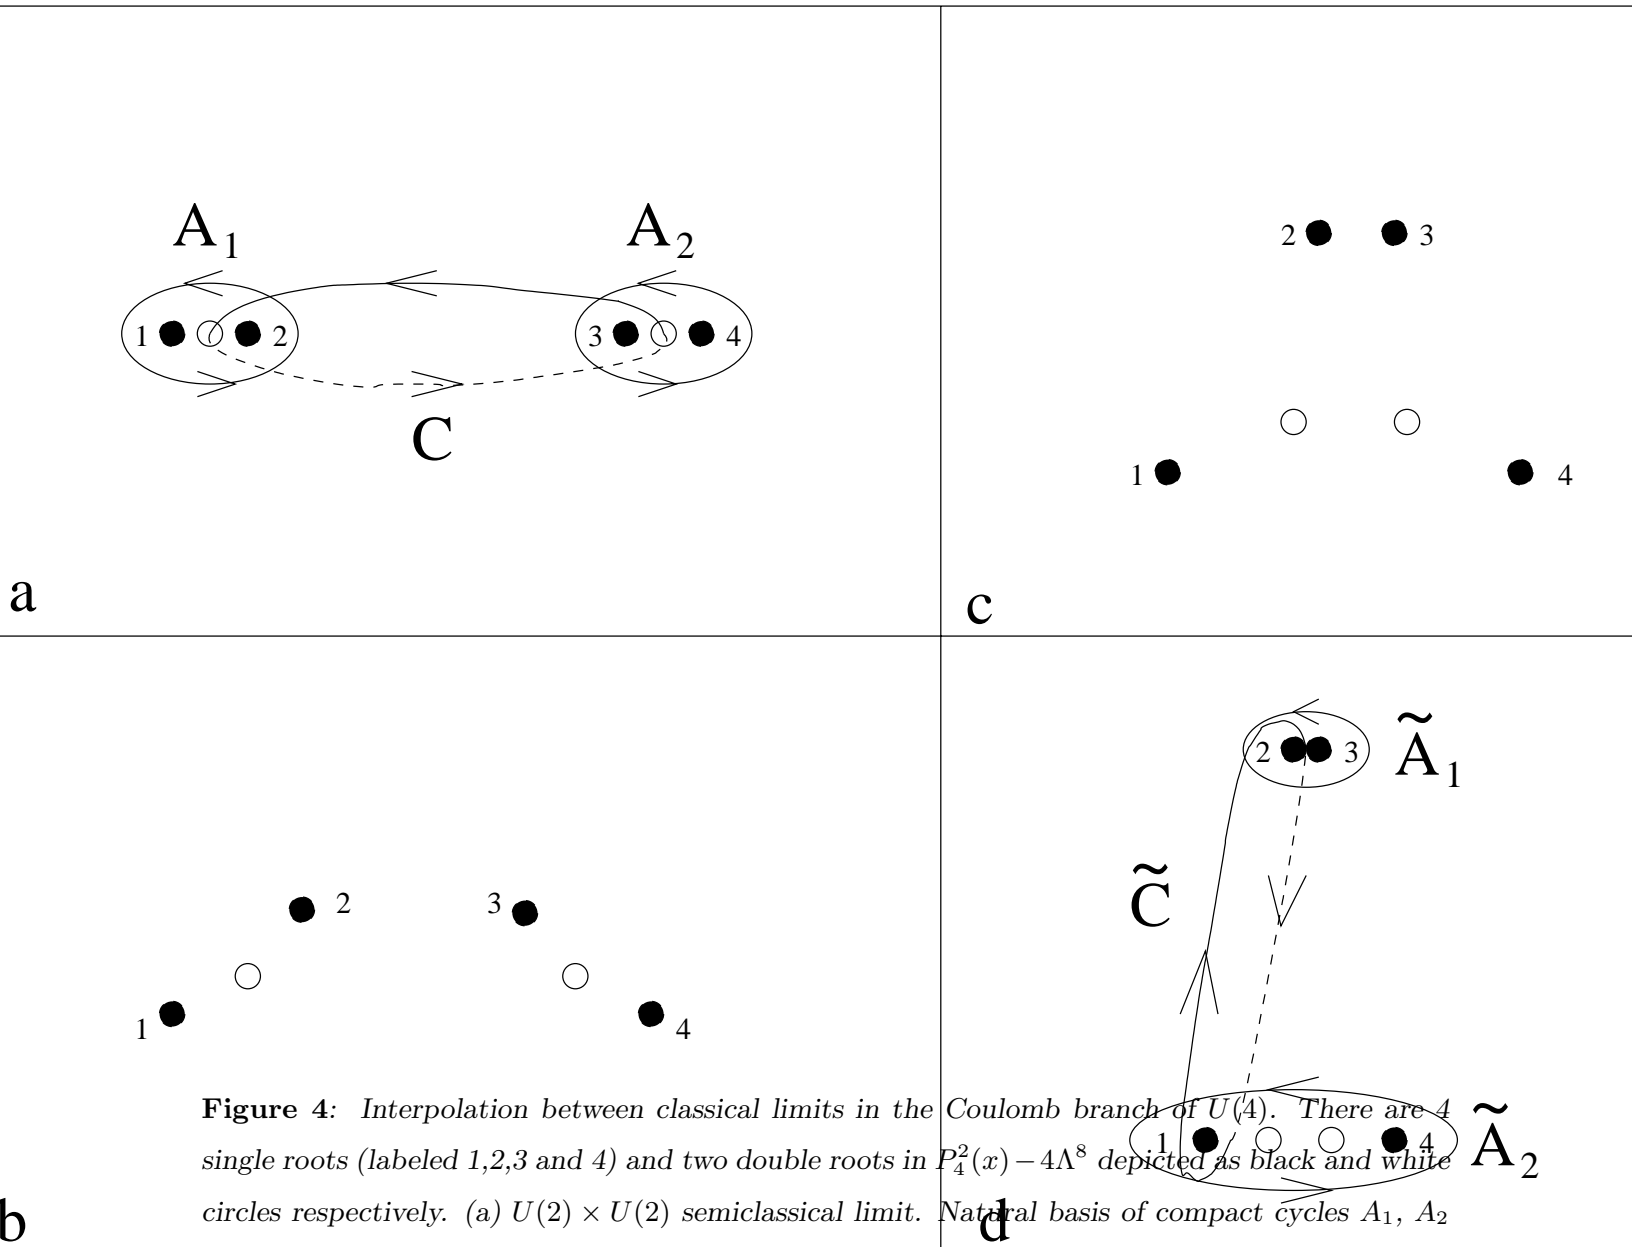 A1 A2
1 2 3 4
C
a
2 3
1 4
c
2 3
1 4
b
2 3 Ã1
C̃
1 4 Ã2
d
Figure 4: Interpolation between classical limits in the Coulomb branch of U(4). There are 4
single roots (labeled 1,2,3 and 4) and two double roots in P₄²(x) − 4Λ⁸ depicted as black and white
circles respectively. (a) U(2) × U(2) semiclassical limit. Natural basis of compact cycles A₁, A₂